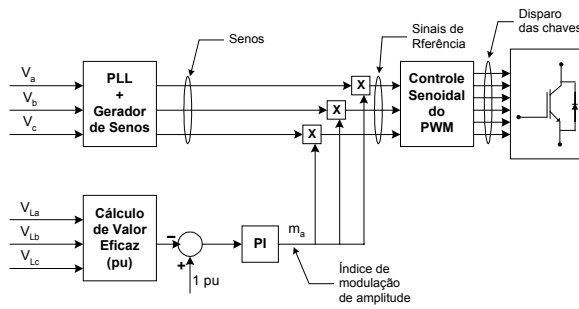 Senos
Sinais de
Rferência
Disparo
das chaves
Va
Vb
Vc
PLL
+
Gerador
de Senos
X
X
X
Controle
Senoidal
do
PWM
VLa
VLb
VLc
Cálculo
de Valor
Eficaz
(pu)
−
+
1 pu
PI
ma
Índice de
modulação
de amplitude